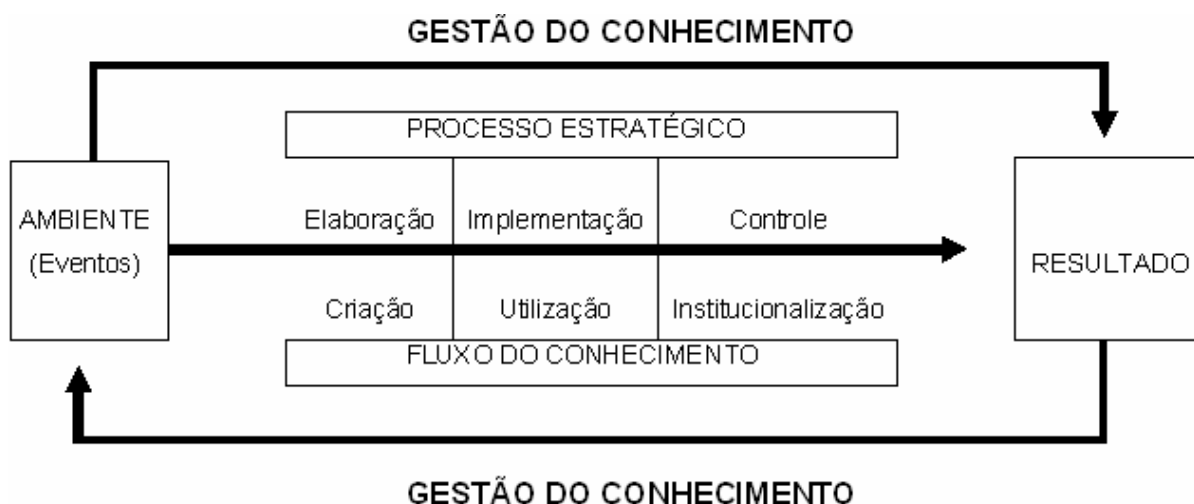 GESTÃO DO CONHECIMENTO
PROCESSO ESTRATÉGICO
AMBIENTE
(Eventos)
Elaboração
Implementação
Controle
RESULTADO
Criação
Utilização
Institucionalização
FLUXO DO CONHECIMENTO
GESTÃO DO CONHECIMENTO